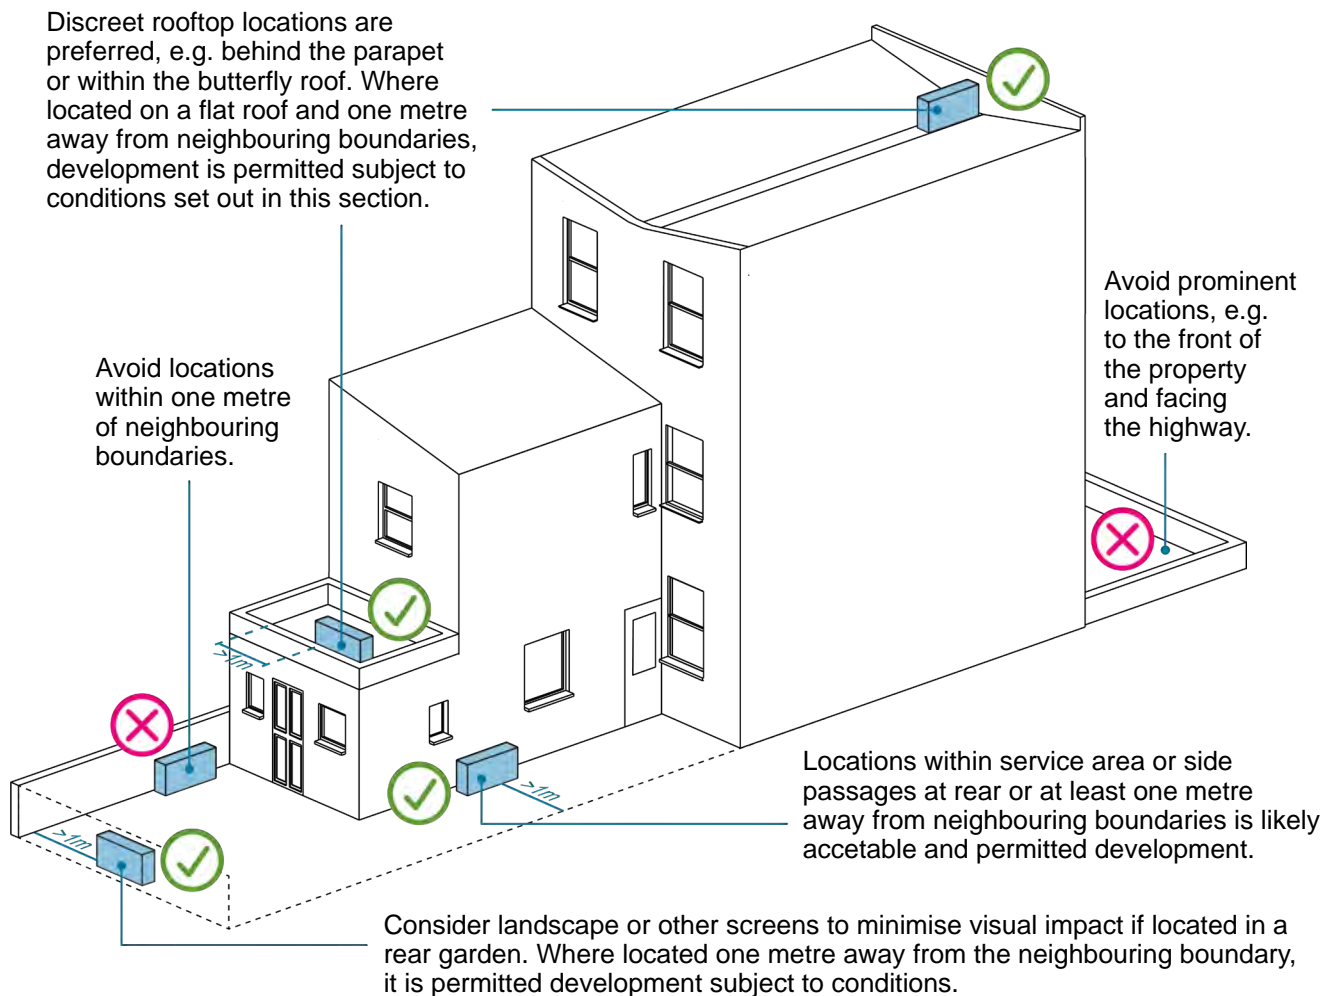 Discreet rooftop locations are
preferred, e.g. behind the parapet
or within the butterfly roof. Where
located on a flat roof and one metre
away from neighbouring boundaries,
development is permitted subject to
conditions set out in this section.
Avoid prominent
locations, e.g.
to the front of
the property
and facing
the highway.
Avoid locations
within one metre
of neighbouring
boundaries.
>1m
>1m
>1m
Locations within service area or side
passages at rear or at least one metre
away from neighbouring boundaries is likely
accetable and permitted development.
Consider landscape or other screens to minimise visual impact if located in a
rear garden. Where located one metre away from the neighbouring boundary,
it is permitted development subject to conditions.